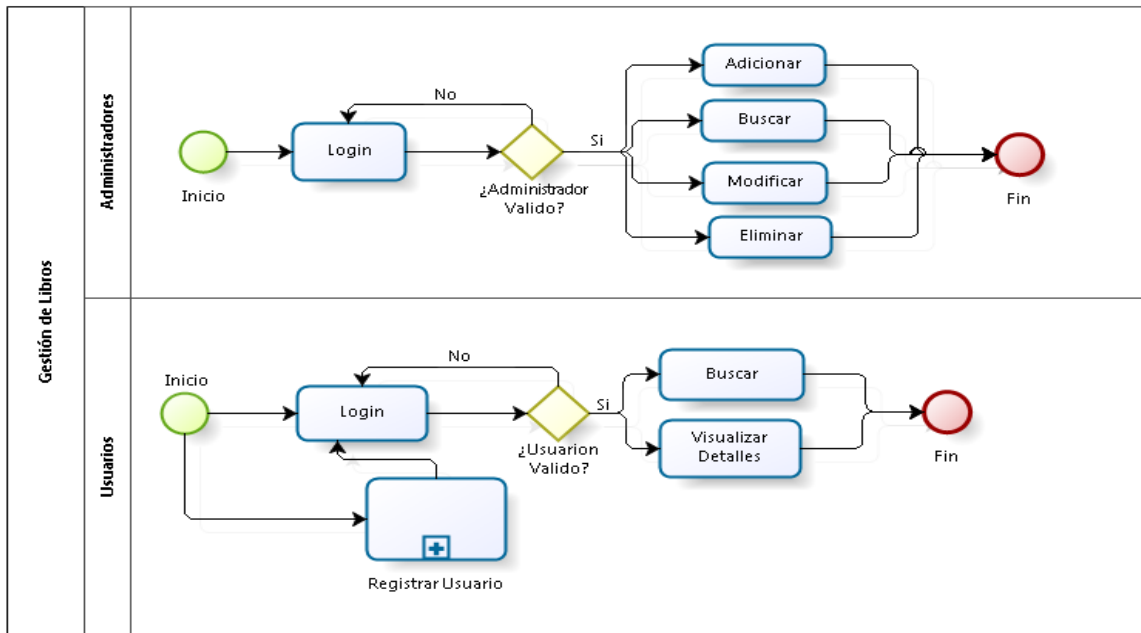 Gestión de Libros
Administradores
Inicio
Login
No
¿Administrador
Valido?
Si
Adicionar
Buscar
Modificar
Eliminar
Fin
Usuarios
Inicio
Login
No
¿Usuarion
Valido?
Si
Buscar
Visualizar
Detalles
Fin
Registrar Usuario